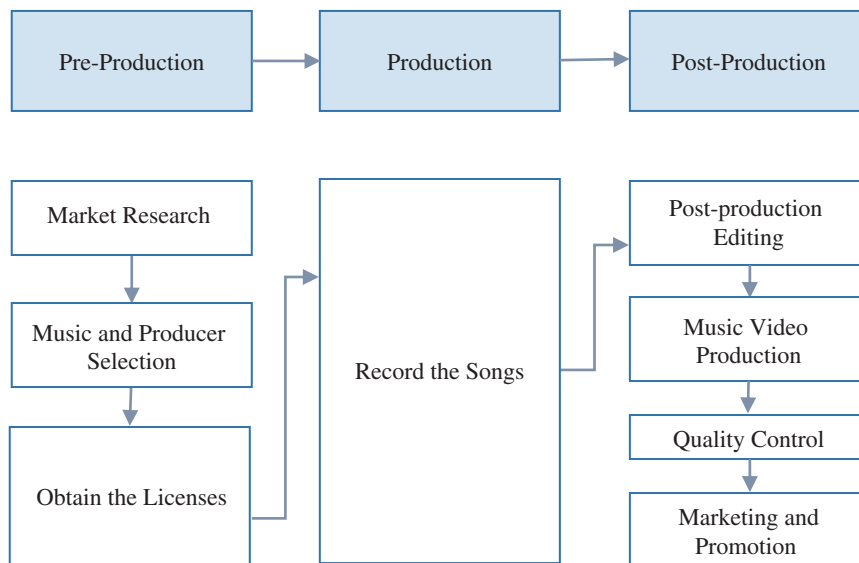 Pre-Production
Production
Post-Production
Market Research
Music and Producer
Selection
Obtain the Licenses
Record the Songs
Post-production
Editing
Music Video
Production
Quality Control
Marketing and
Promotion